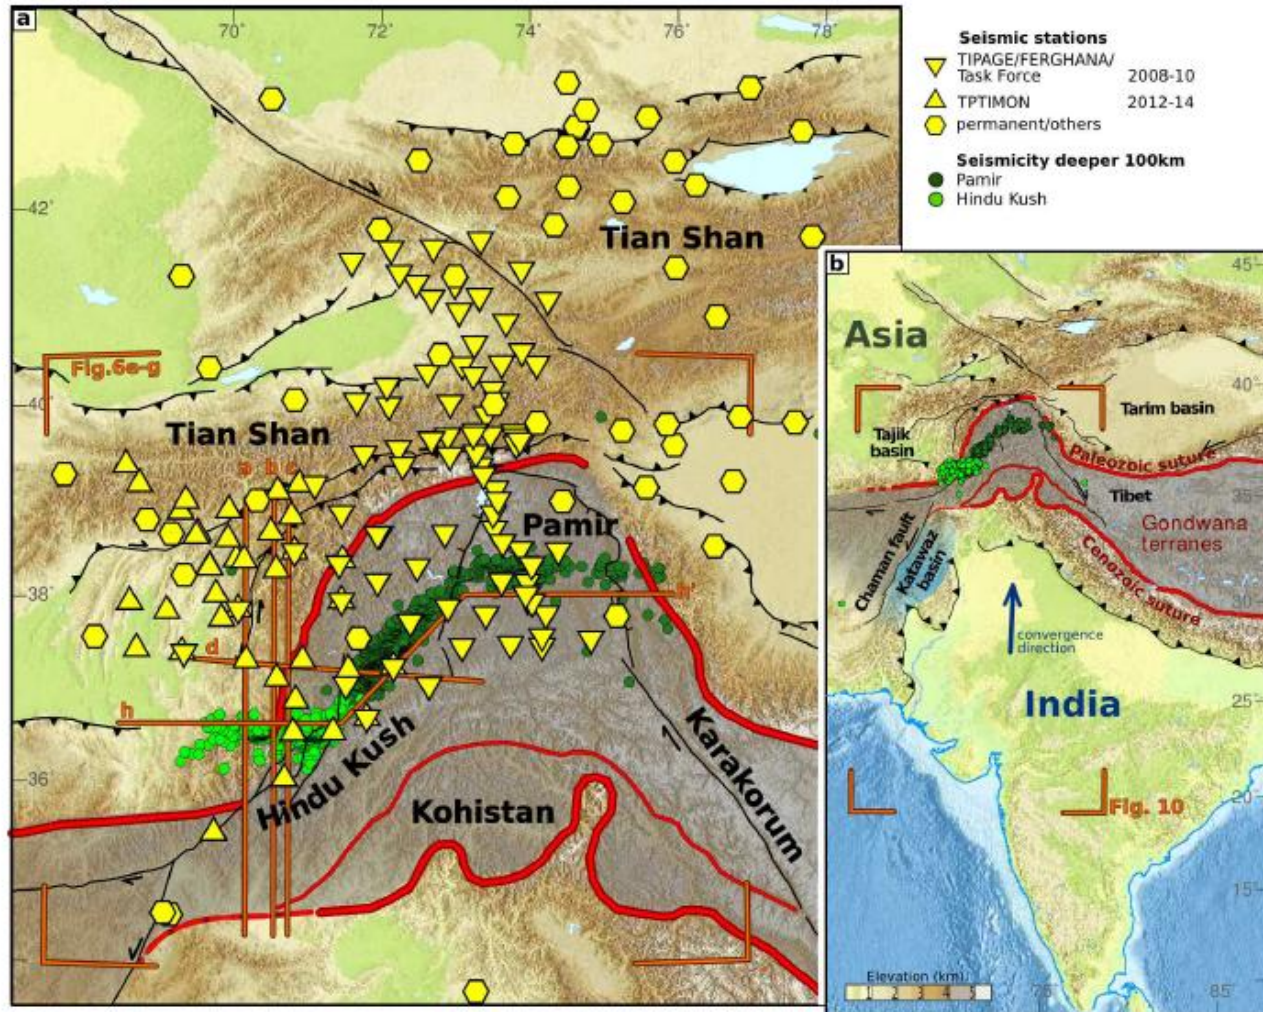 a
70°
72°
74°
76°
78°
42°
40°
38°
36°
Tian Shan
Fig.6e-g
Tian Shan
a b c
Pamir
h'
d
h
Hindu Kush
Karakorum
Kohistan
Seismic stations
TIPAGE/FERGHANA/
Task Force 2008-10
TPTIMON 2012-14
permanent/others
Seismicity deeper 100km
Pamir
Hindu Kush
b
45°
Asia
40°
Tarim basin
Tajik
basin
Paleozoic suture
35°
Tibet
Gondwana
terranes
Chaman fault
Katawaz
basin
Cenozoic suture
30°
convergence
direction
India
25°
20°
Fig. 10
15°
Elevation (km)
1 2 3 4 5
75°
85°